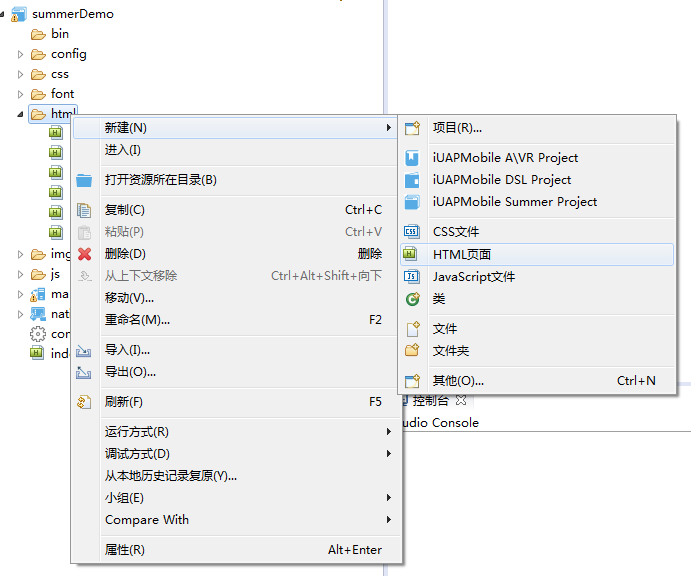 summerDemo
bin
config
css
font
html
img
js
index
新建(N)
进入(I)
打开资源所在目录(B)
复制(C) Ctrl+C
粘贴(P) Ctrl+V
删除(D) 删除
从上下文移除 Ctrl+Alt+Shift+向下
移动(V)...
重命名(M)... F2
导入(I)...
导出(O)...
刷新(F) F5
运行方式(R)
调试方式(D)
从本地历史记录复原(Y)...
小组(E)
Compare With
属性(R) Alt+Enter
项目(R)...
iUAPMobile A\VR Project
iUAPMobile DSL Project
iUAPMobile Summer Project
CSS文件
HTML页面
JavaScript文件
类
文件
文件夹
其他(O)... Ctrl+N
控制台
udio Console